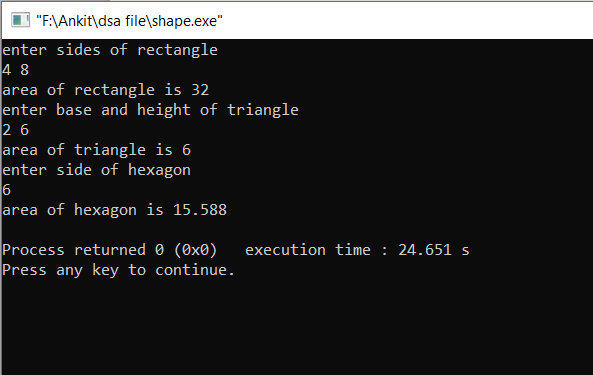 "F:\Ankit\dsa file\shape.exe"
enter sides of rectangle
4 8
area of rectangle is 32
enter base and height of triangle
2 6
area of triangle is 6
enter side of hexagon
6
area of hexagon is 15.588
Process returned 0 (0x0)   execution time : 24.651 s
Press any key to continue.